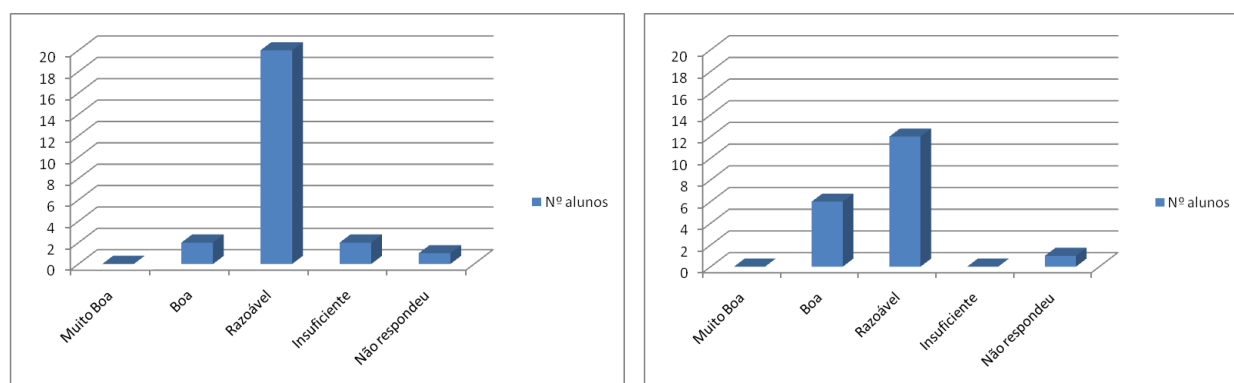 20
18
16
14
12
10
8
6
4
2
0
Muito Boa
Boa
Razoável
Insuficiente
Não respondeu
Nº alunos
20
18
16
14
12
10
8
6
4
2
0
Muito Boa
Boa
Razoável
Insuficiente
Não respondeu
Nº alunos